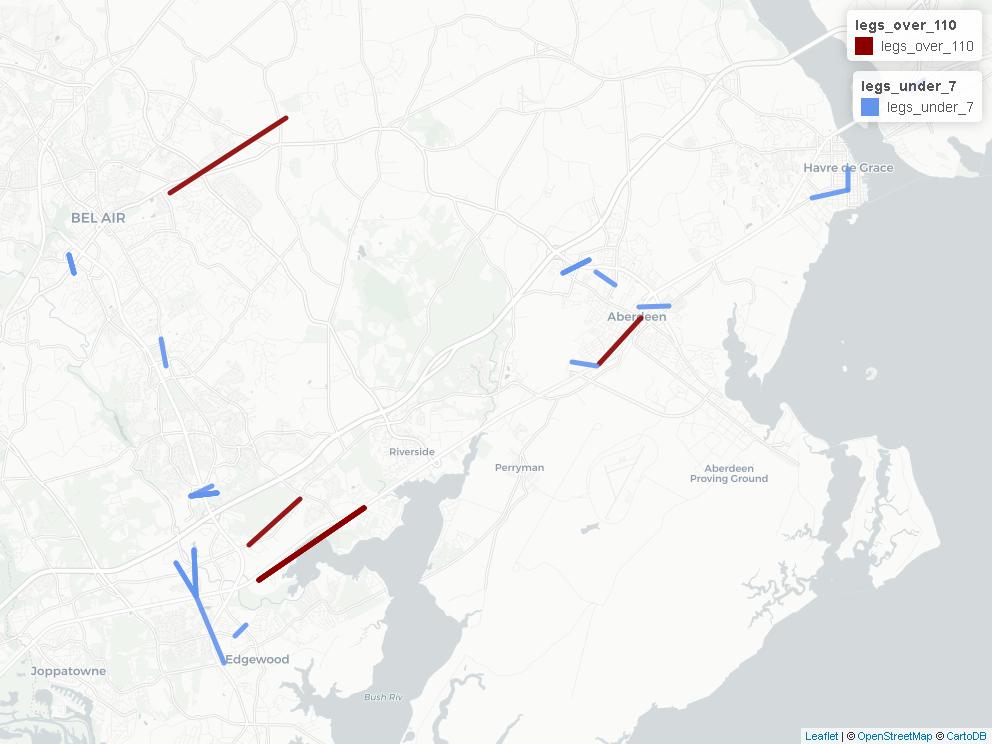 legs_over_110
legs_over_110
legs_under_7
legs_under_7
Havre de Grace
BEL AIR
Aberdeen
Riverside
Perryman
Aberdeen
Proving Ground
Edgewood
Joppatowne
Bush Riv
Leaflet | © OpenStreetMap © CartoDB